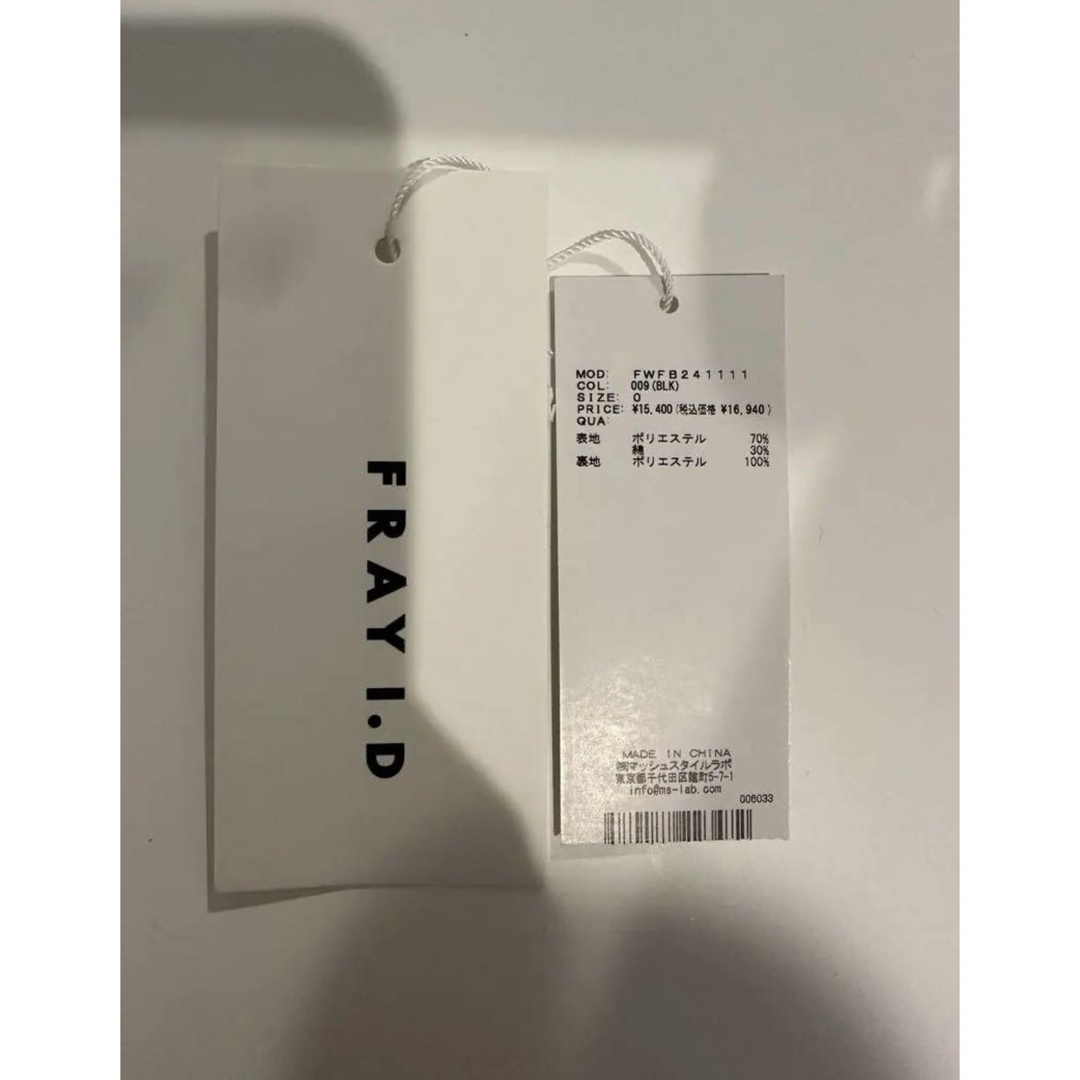 FRAY I.D
MOD: FWFB241111
COL: 009(BLK)
SIZE: 0
PRICE: ¥15,400(税込価格 ¥16,940)
QUA:
表地 ポリエステル 70%
綿 30%
裏地 ポリエステル 100%
MADE IN CHINA
㈱マッシュスタイルラボ
東京都千代田区麹町5-7-1
info@ms-lab.com
006033